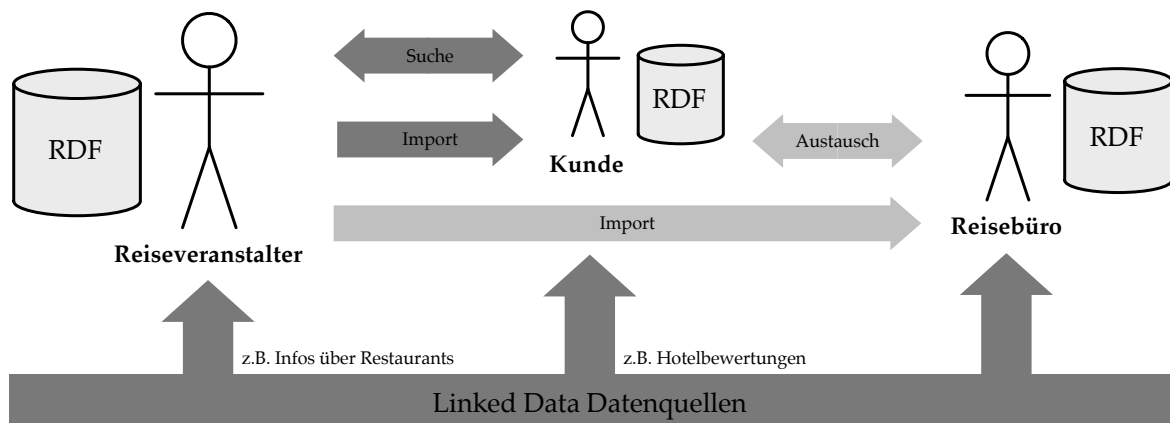 Suche
RDF
RDF
RDF
Import
Austausch
Kunde
Import
Reisebüro
Reiseveranstalter
z.B. Infos über Restaurants
z.B. Hotelbewertungen
Linked Data Datenquellen